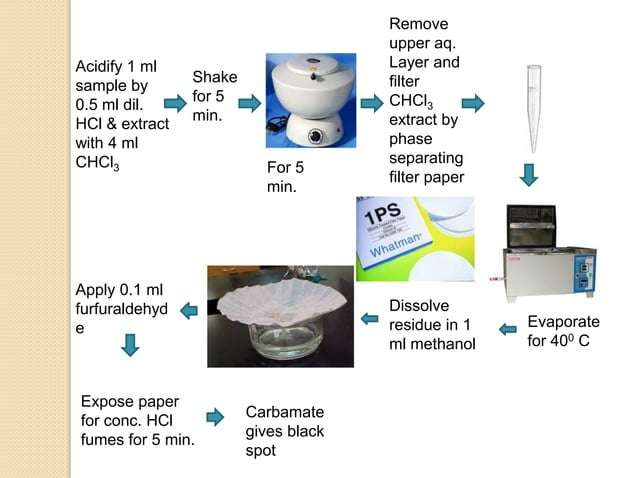 Acidify 1 ml
sample by
0.5 ml dil.
HCl & extract
with 4 ml
CHCl3
Shake
for 5
min.
For 5
min.
Remove
upper aq.
Layer and
filter
CHCl3
extract by
phase
separating
filter paper
1PS
Whatman
Evaporate
for 40⁰ C
Dissolve
residue in 1
ml methanol
Apply 0.1 ml
furfuraldehyd
e
Expose paper
for conc. HCl
fumes for 5 min.
Carbamate
gives black
spot